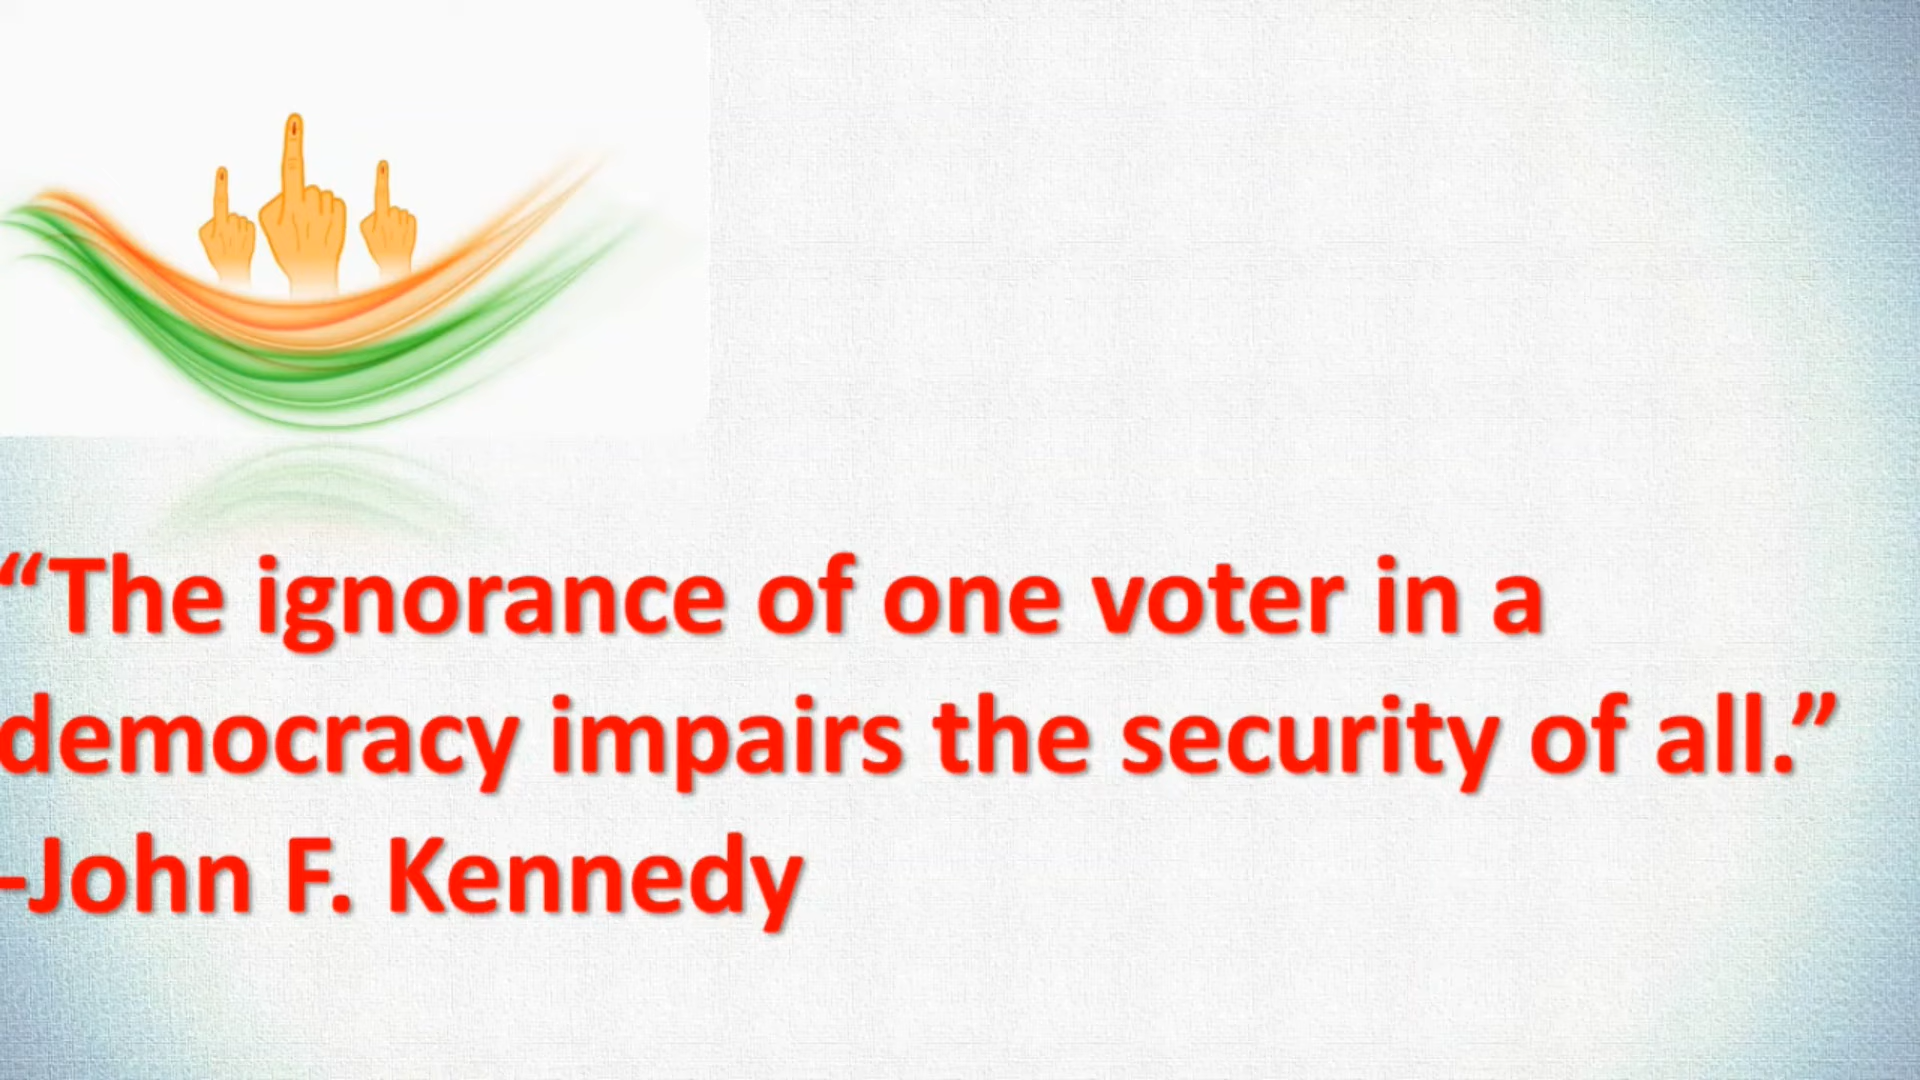 “The ignorance of one voter in a
democracy impairs the security of all.”
-John F. Kennedy